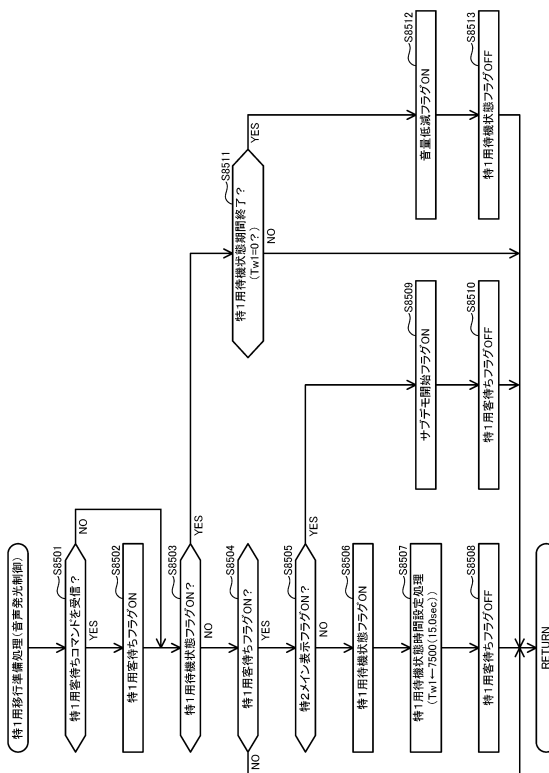 特1用移行準備処理(音声発光制御)
S8501
特1用客待ちコマンドを受信?
NO
YES
S8502
特1用客待ちフラグON
S8503
特1用待機状態フラグON?
YES
NO
S8504
特1用客待ちフラグON?
NO
YES
S8505
特2メイン表示フラグON?
YES
NO
S8506
特1用待機状態フラグON
S8507
特1用待機状態時間設定処理
(Tw1←7500(15.0sec))
S8508
特1用客待ちフラグOFF
RETURN
S8509
サブデモ開始フラグON
S8510
特1用客待ちフラグOFF
S8511
特1用待機状態期間終了?
(Tw1=0?)
YES
NO
S8512
音量低減フラグON
S8513
特1用待機状態フラグOFF